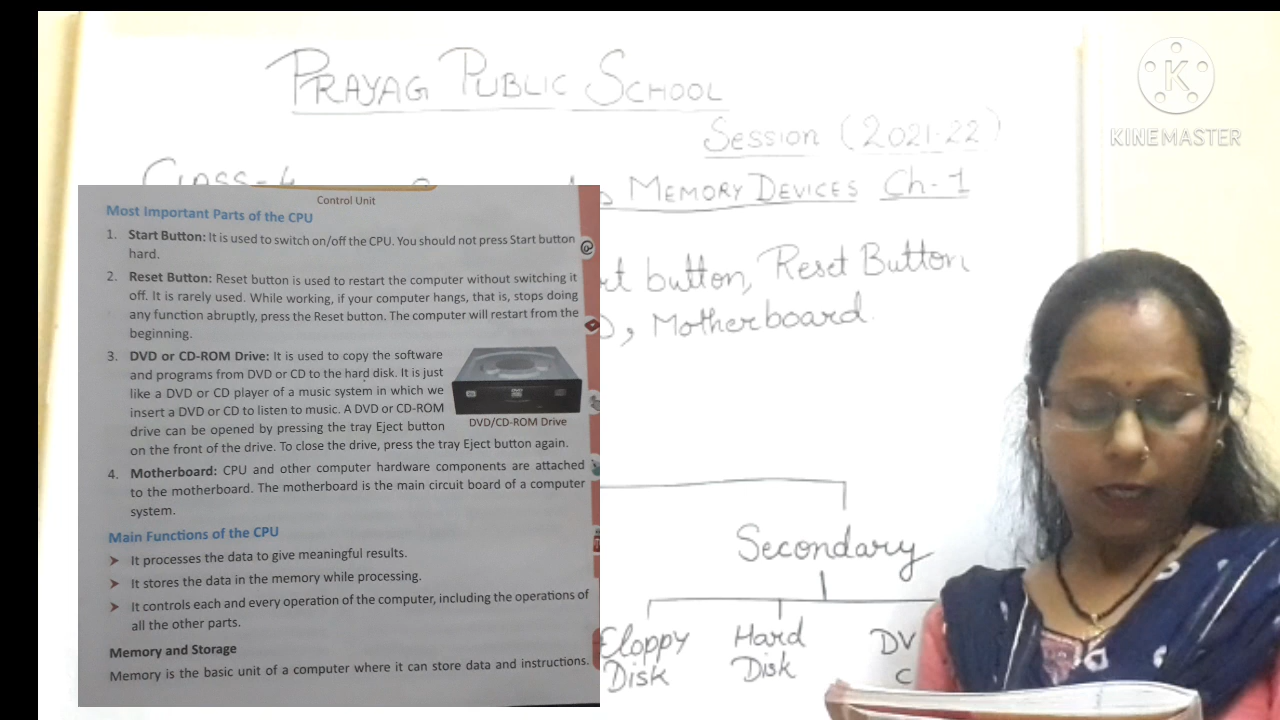 PRAYAG PUBLIC SCHOOL
Session (2021-22)
CLASS-4
MEMORY DEVICES Ch-1
button, Reset Button
, Motherboard.
Secondary
Floppy
Disk
Hard
Disk
DV
C
K
KINEMASTER
Control Unit
Most Important Parts of the CPU
1. Start Button: It is used to switch on/off the CPU. You should not press Start button
hard.
2. Reset Button: Reset button is used to restart the computer without switching it
off. It is rarely used. While working, if your computer hangs, that is, stops doing
any function abruptly, press the Reset button. The computer will restart from the
beginning.
3. DVD or CD-ROM Drive: It is used to copy the software
and programs from DVD or CD to the hard disk. It is just
like a DVD or CD player of a music system in which we
insert a DVD or CD to listen to music. A DVD or CD-ROM
drive can be opened by pressing the tray Eject button
on the front of the drive. To close the drive, press the tray Eject button again.
DVD/CD-ROM Drive
4. Motherboard: CPU and other computer hardware components are attached
to the motherboard. The motherboard is the main circuit board of a computer
system.
Main Functions of the CPU
➤ It processes the data to give meaningful results.
➤ It stores the data in the memory while processing.
➤ It controls each and every operation of the computer, including the operations of
all the other parts.
Memory and Storage
Memory is the basic unit of a computer where it can store data and instructions.